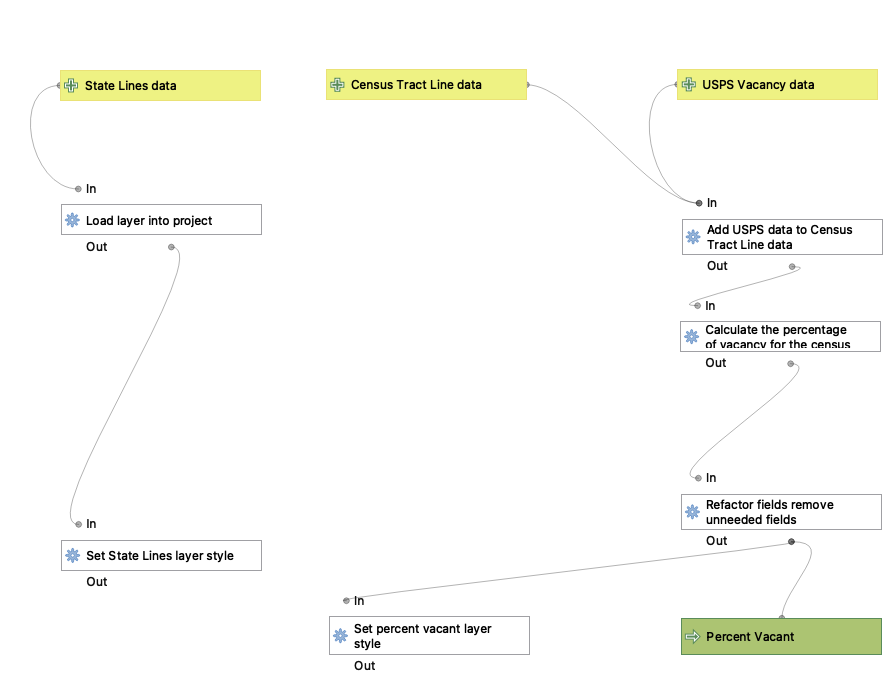 State Lines data
Census Tract Line data
USPS Vacancy data
In
Load layer into project
Out
In
Add USPS data to Census
Tract Line data
Out
In
Calculate the percentage
of vacancy for the census
Out
In
Refactor fields remove
unneeded fields
Out
In
Set State Lines layer style
Out
In
Set percent vacant layer
style
Out
Percent Vacant